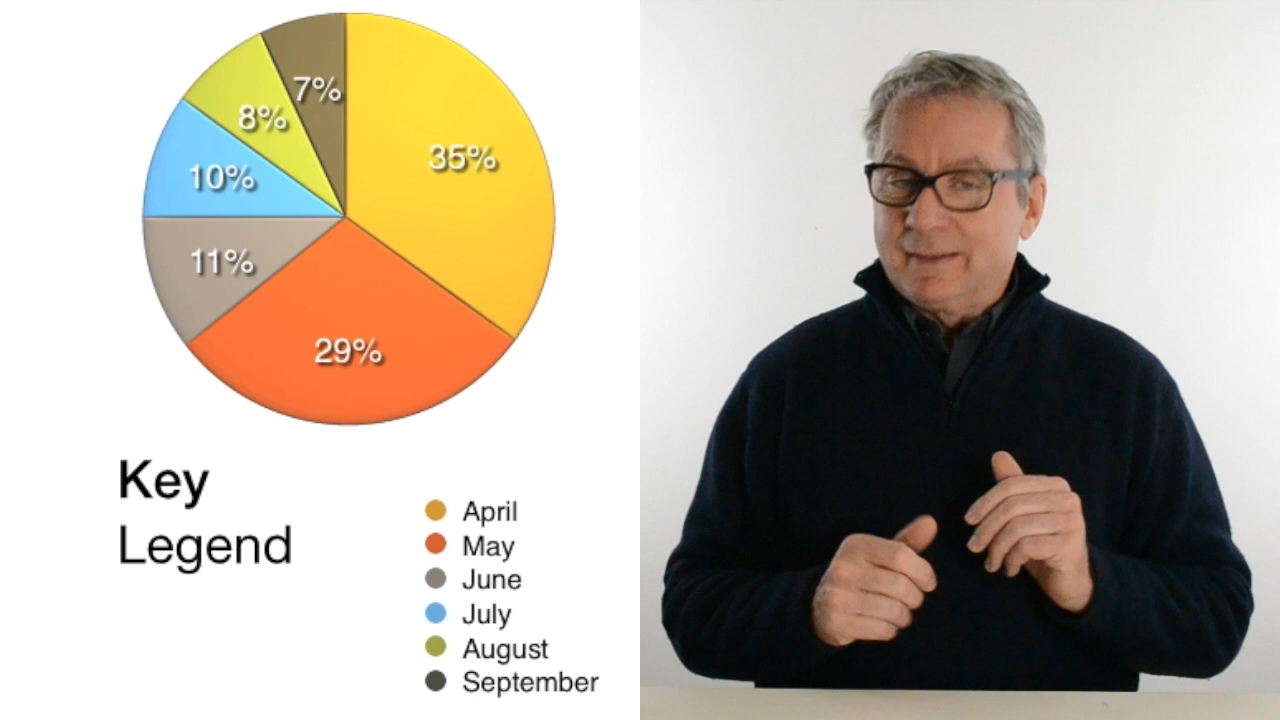 7%
8%
35%
10%
11%
29%
Key
Legend
April
May
June
July
August
September